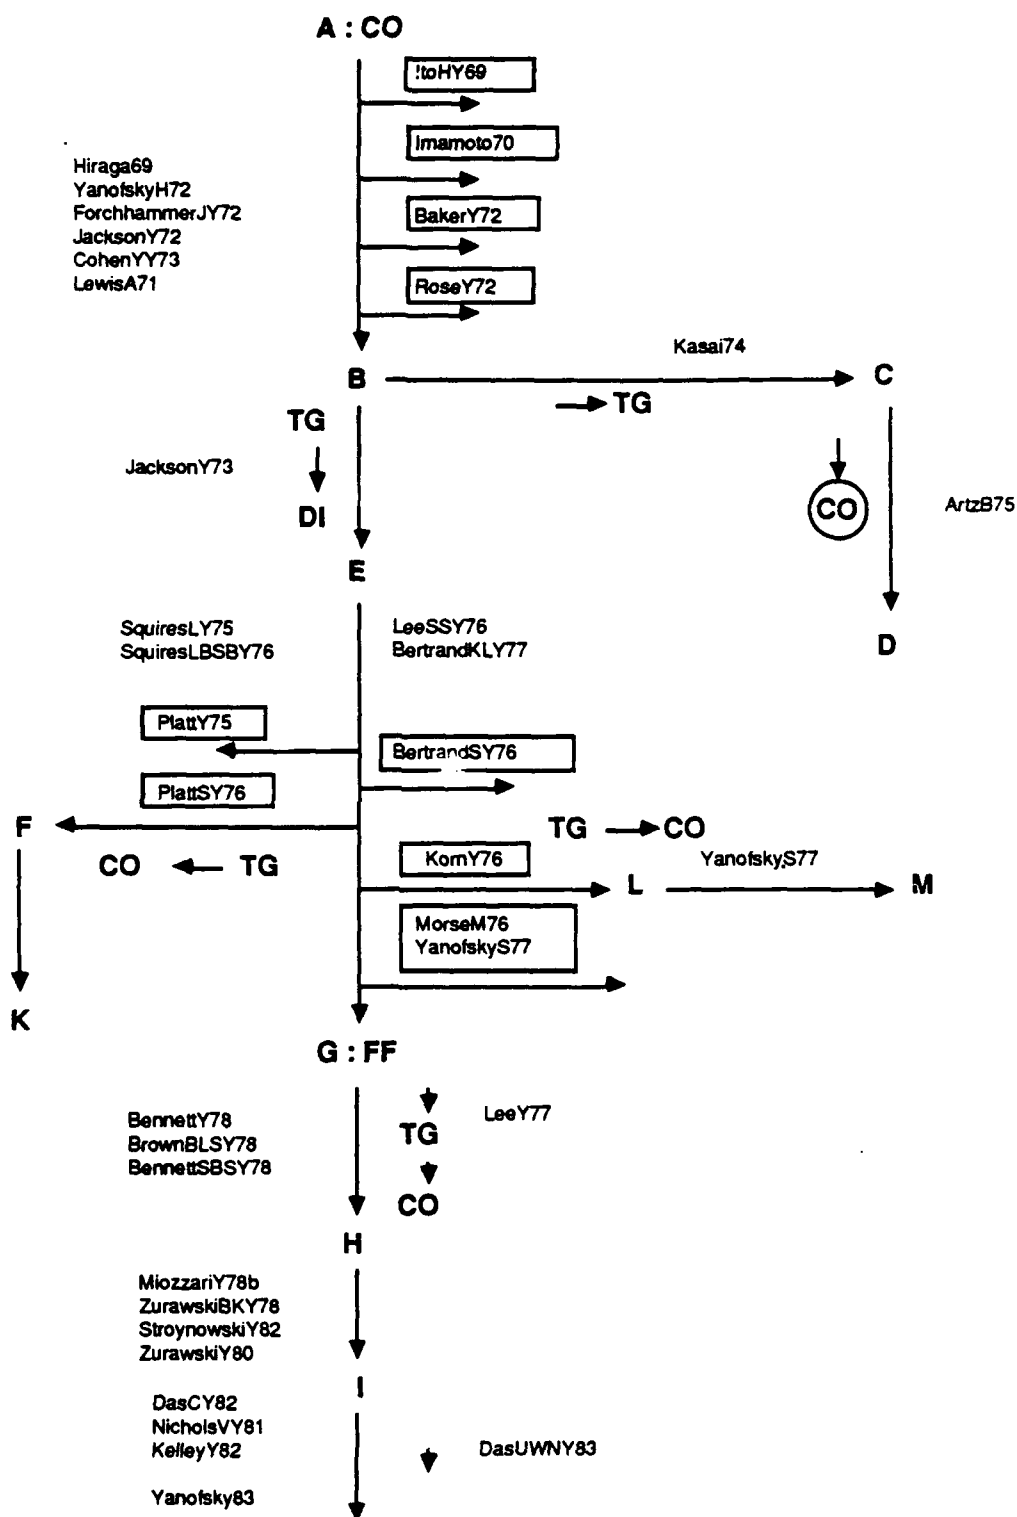 A : CO
!toHY69
Imamoto70
Hiraga69
YanofskyH72
ForchhammerJY72
JacksonY72
CohenYY73
LewisA71
BakerY72
RoseY72
Kasai74
B
C
TG
TG
JacksonY73
DI
CO
ArtzB75
E
SquiresLY75
SquiresLBSBY76
LeeSSY76
BertrandKLY77
D
PlattY75
BertrandSY76
PlattSY76
F
TG
CO
CO
TG
KornY76
YanofskyS77
L
M
MorseM76
YanofskyS77
K
G : FF
BennettY78
BrownBLSY78
BennettSBSY78
LeeY77
TG
CO
H
MiozzariY78b
ZurawskiBKY78
StroynowskiY82
ZurawskiY80
I
DasCY82
NicholsVY81
KelleyY82
DasUWNY83
Yanofsky83